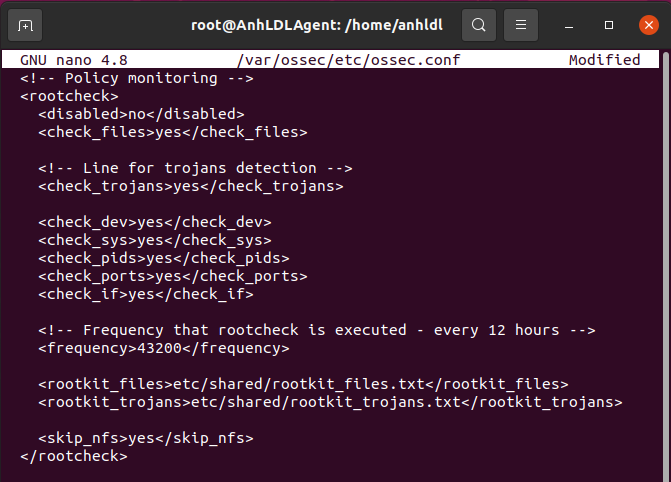 root@AnhLDLAgent: /home/anhldl
GNU nano 4.8 /var/ossec/etc/ossec.conf Modified
<!-- Policy monitoring -->
<rootcheck>
<disabled>no</disabled>
<check_files>yes</check_files>
<!-- Line for trojans detection -->
<check_trojans>yes</check_trojans>
<check_dev>yes</check_dev>
<check_sys>yes</check_sys>
<check_pids>yes</check_pids>
<check_ports>yes</check_ports>
<check_if>yes</check_if>
<!-- Frequency that rootcheck is executed - every 12 hours -->
<frequency>43200</frequency>
<rootkit_files>etc/shared/rootkit_files.txt</rootkit_files>
<rootkit_trojans>etc/shared/rootkit_trojans.txt</rootkit_trojans>
<skip_nfs>yes</skip_nfs>
</rootcheck>